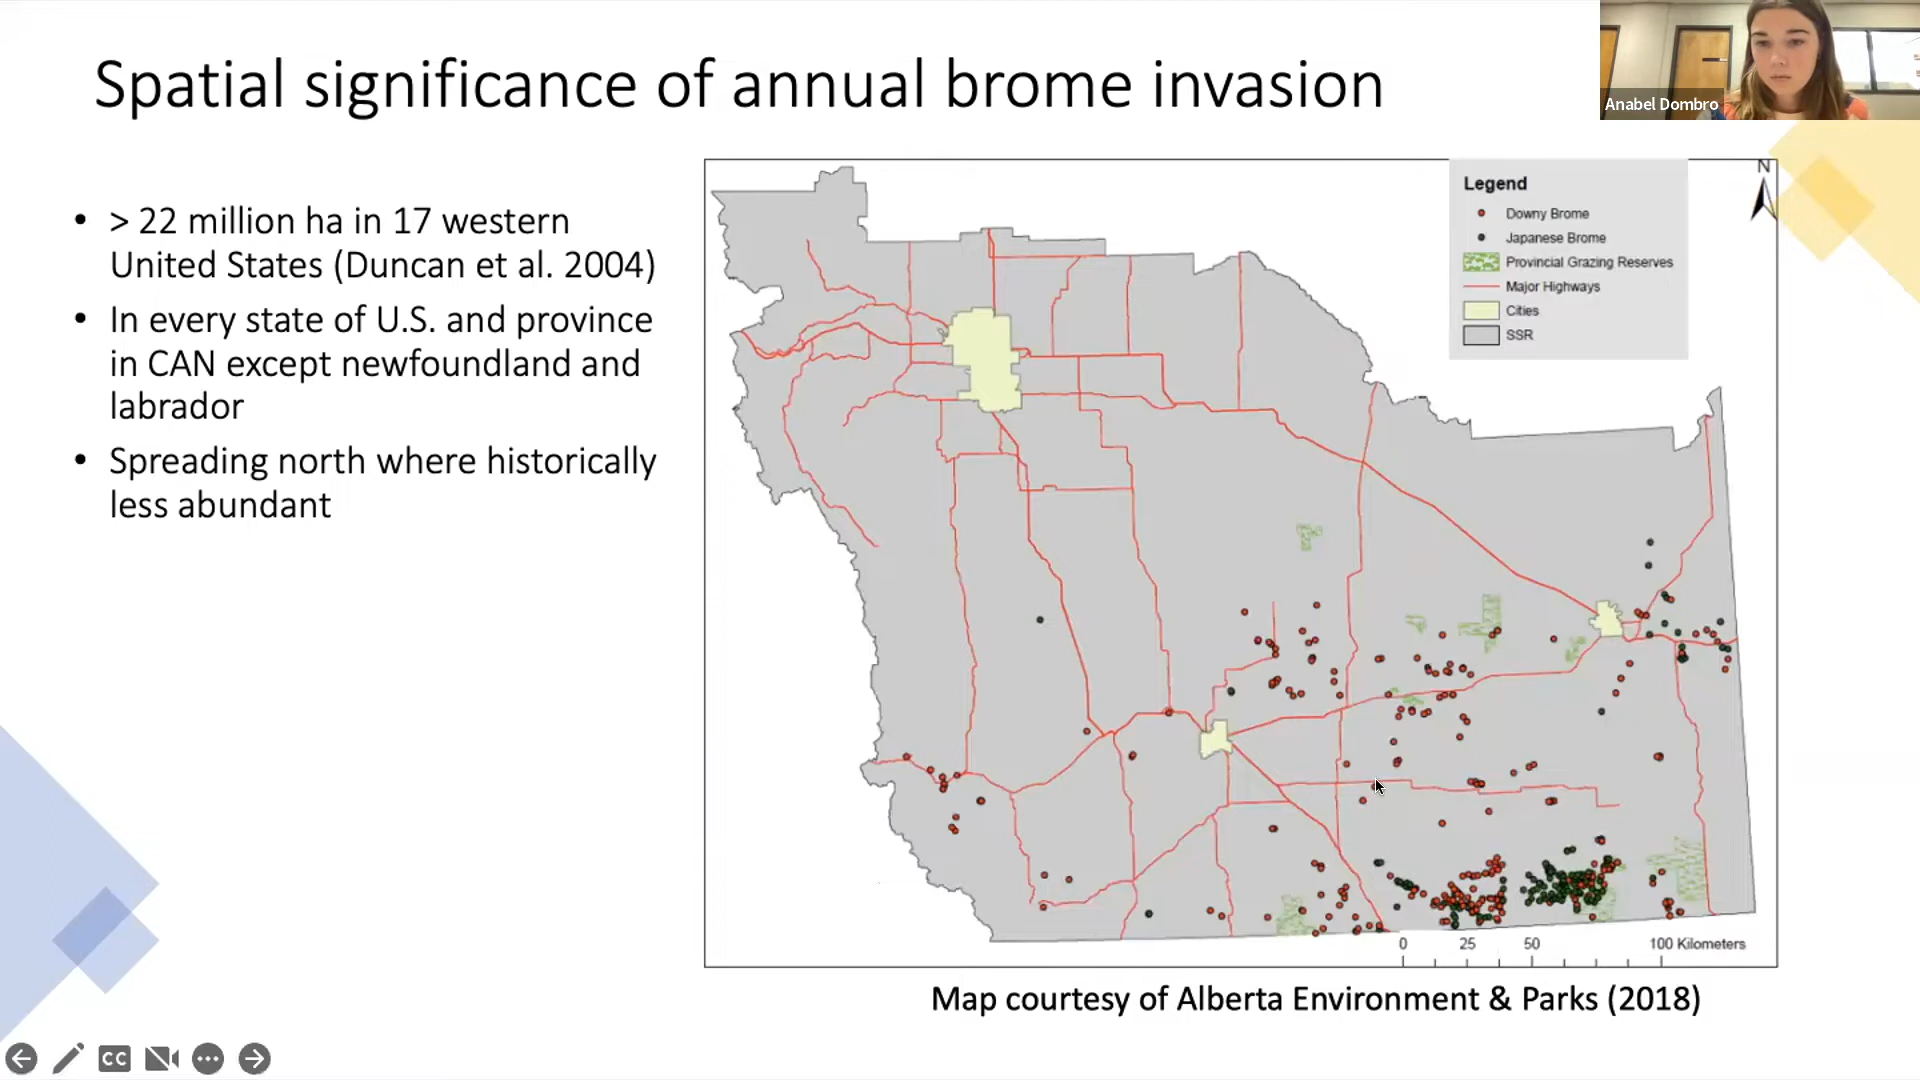 Spatial significance of annual brome invasion
Anabel Dombro
• > 22 million ha in 17 western
United States (Duncan et al. 2004)
• In every state of U.S. and province
in CAN except newfoundland and
labrador
• Spreading north where historically
less abundant
N
Legend
Downy Brome
Japanese Brome
Provincial Grazing Reserves
Major Highways
Cities
SSR
0 25 50 100 Kilometers
Map courtesy of Alberta Environment & Parks (2018)
CC